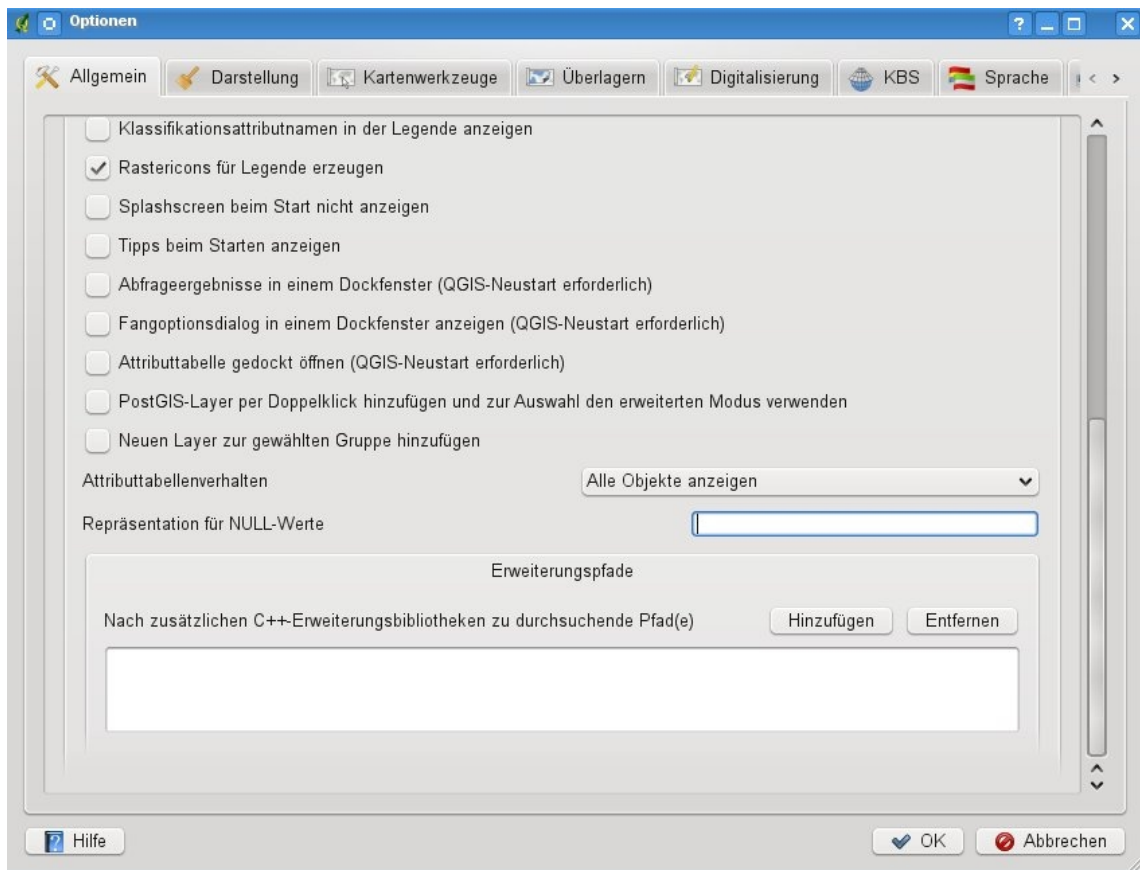 Optionen
Allgemein Darstellung Kartenwerkzeuge Überlagern Digitalisierung KBS Sprache
Klassifikationsattributnamen in der Legende anzeigen
Rastericons für Legende erzeugen
Splashscreen beim Start nicht anzeigen
Tipps beim Starten anzeigen
Abfrageergebnisse in einem Dockfenster (QGIS-Neustart erforderlich)
Fangoptionsdialog in einem Dockfenster anzeigen (QGIS-Neustart erforderlich)
Attributtabelle gedockt öffnen (QGIS-Neustart erforderlich)
PostGIS-Layer per Doppelklick hinzufügen und zur Auswahl den erweiterten Modus verwenden
Neuen Layer zur gewählten Gruppe hinzufügen
Attributtabellenverhalten Alle Objekte anzeigen
Repräsentation für NULL-Werte
Erweiterungspfade
Nach zusätzlichen C++-Erweiterungsbibliotheken zu durchsuchende Pfad(e) Hinzufügen Entfernen
Hilfe OK Abbrechen